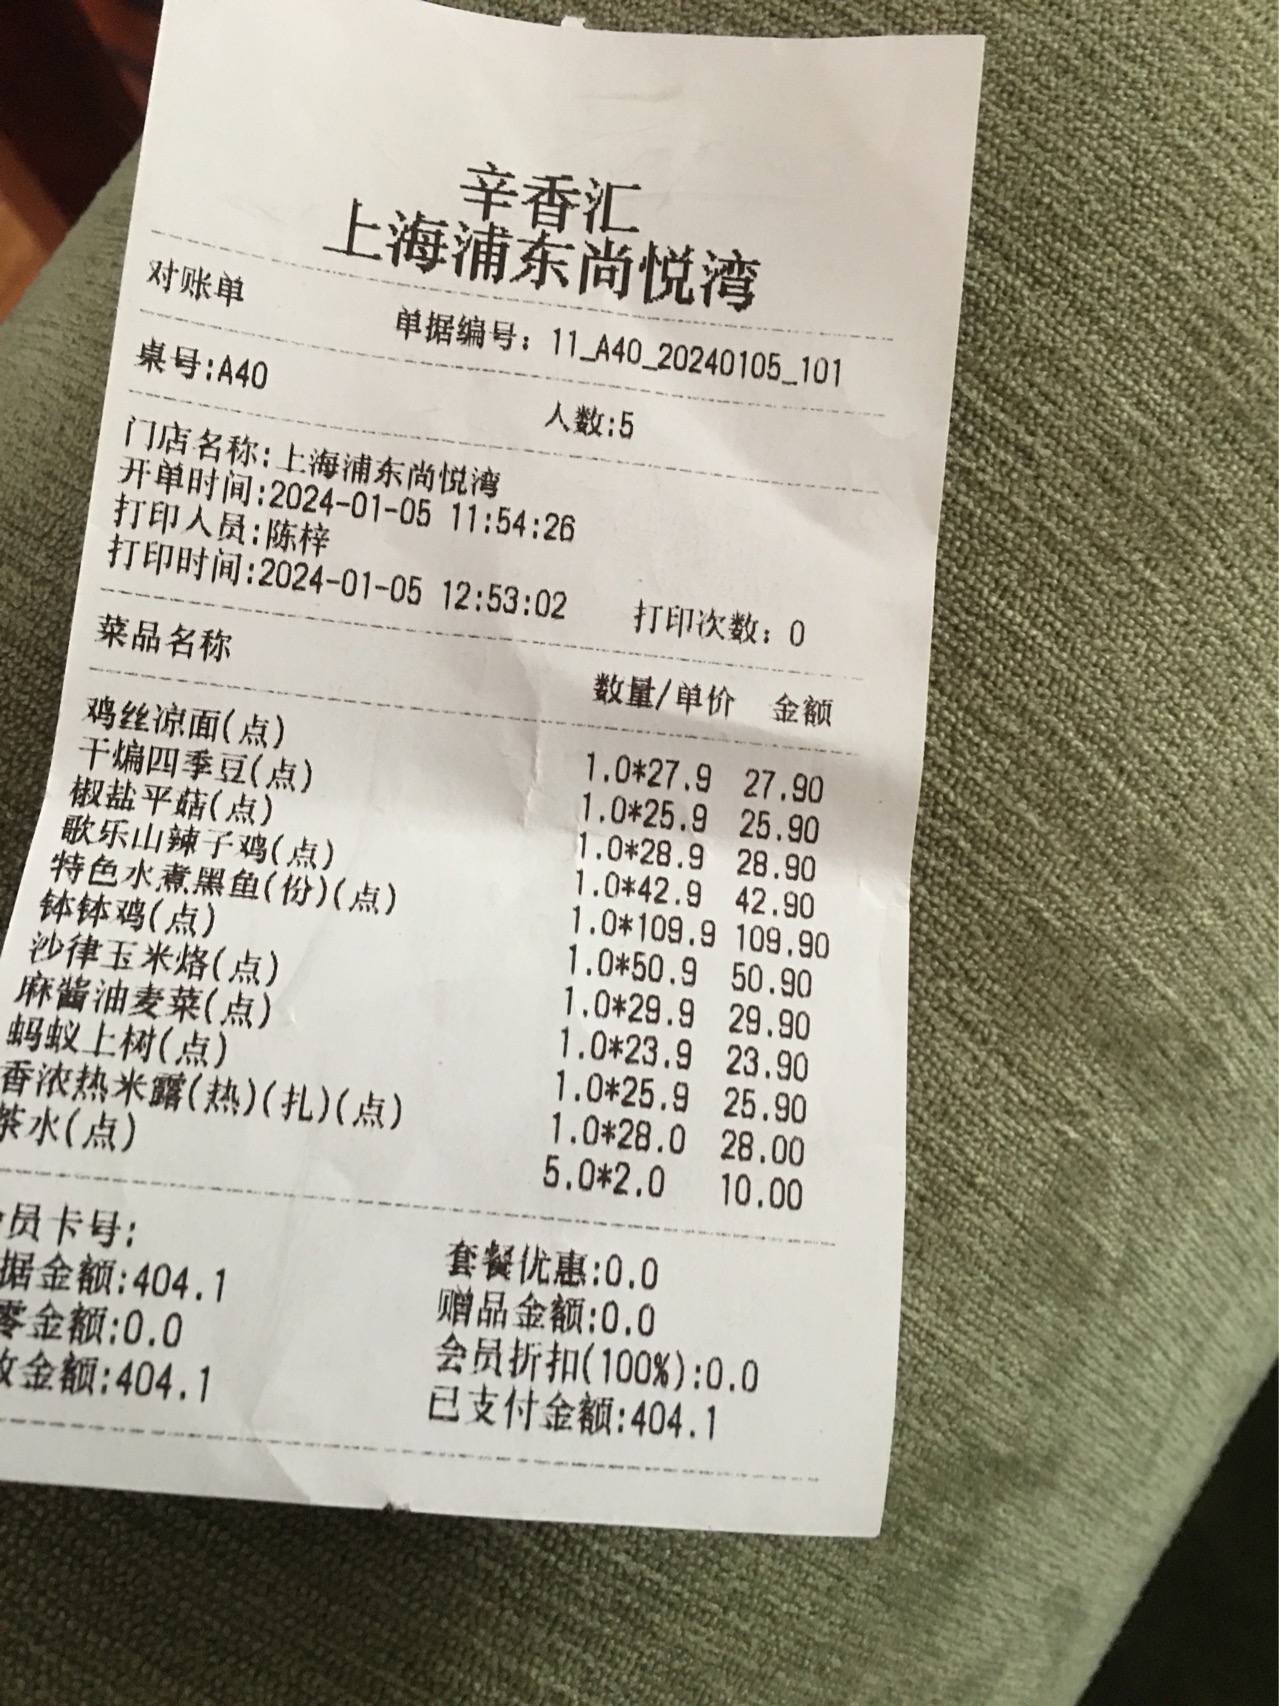 辛香汇
上海浦东尚悦湾
对账单
单据编号：11_A40_20240105_101
桌号:A40 人数:5
门店名称:上海浦东尚悦湾
开单时间:2024-01-05 11:54:26
打印人员:陈梓
打印时间:2024-01-05 12:53:02 打印次数：0
菜品名称 数量/单价 金额
鸡丝凉面(点) 1.0*27.9 27.90
干煸四季豆(点) 1.0*25.9 25.90
椒盐平菇(点) 1.0*28.9 28.90
歌乐山辣子鸡(点) 1.0*42.9 42.90
特色水煮黑鱼(份)(点) 1.0*109.9 109.90
钵钵鸡(点) 1.0*50.9 50.90
沙律玉米烙(点) 1.0*29.9 29.90
麻酱油麦菜(点) 1.0*23.9 23.90
蚂蚁上树(点) 1.0*25.9 25.90
香浓热米露(热)(扎)(点) 1.0*28.0 28.00
茶水(点) 5.0*2.0 10.00
员卡号: 套餐优惠:0.0
据金额:404.1 赠品金额:0.0
零金额:0.0 会员折扣(100%):0.0
收金额:404.1 已支付金额:404.1